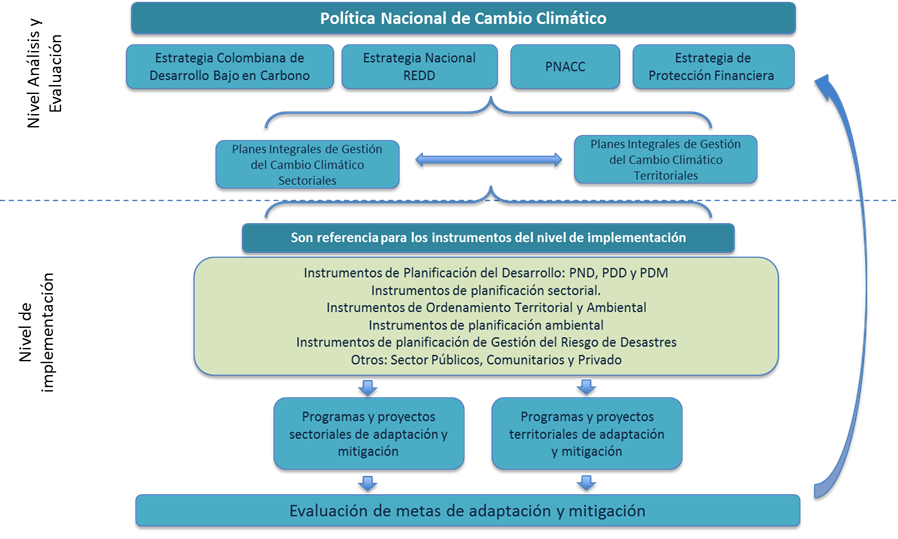 Política Nacional de Cambio Climático
Nivel Análisis y
Evaluación
Estrategia Colombiana de
Desarrollo Bajo en Carbono
Estrategia Nacional
REDD
PNACC
Estrategia de
Protección Financiera
Planes Integrales de Gestión
del Cambio Climático
Sectoriales
Planes Integrales de Gestión
del Cambio Climático
Territoriales
Nivel de
implementación
Son referencia para los instrumentos del nivel de implementación
Instrumentos de Planificación del Desarrollo: PND, PDD y PDM
Instrumentos de planificación sectorial.
Instrumentos de Ordenamiento Territorial y Ambiental
Instrumentos de planificación ambiental
Instrumentos de planificación de Gestión del Riesgo de Desastres
Otros: Sector Públicos, Comunitarios y Privado
Programas y proyectos
sectoriales de adaptación y
mitigación
Programas y proyectos
territoriales de adaptación
y mitigación
Evaluación de metas de adaptación y mitigación